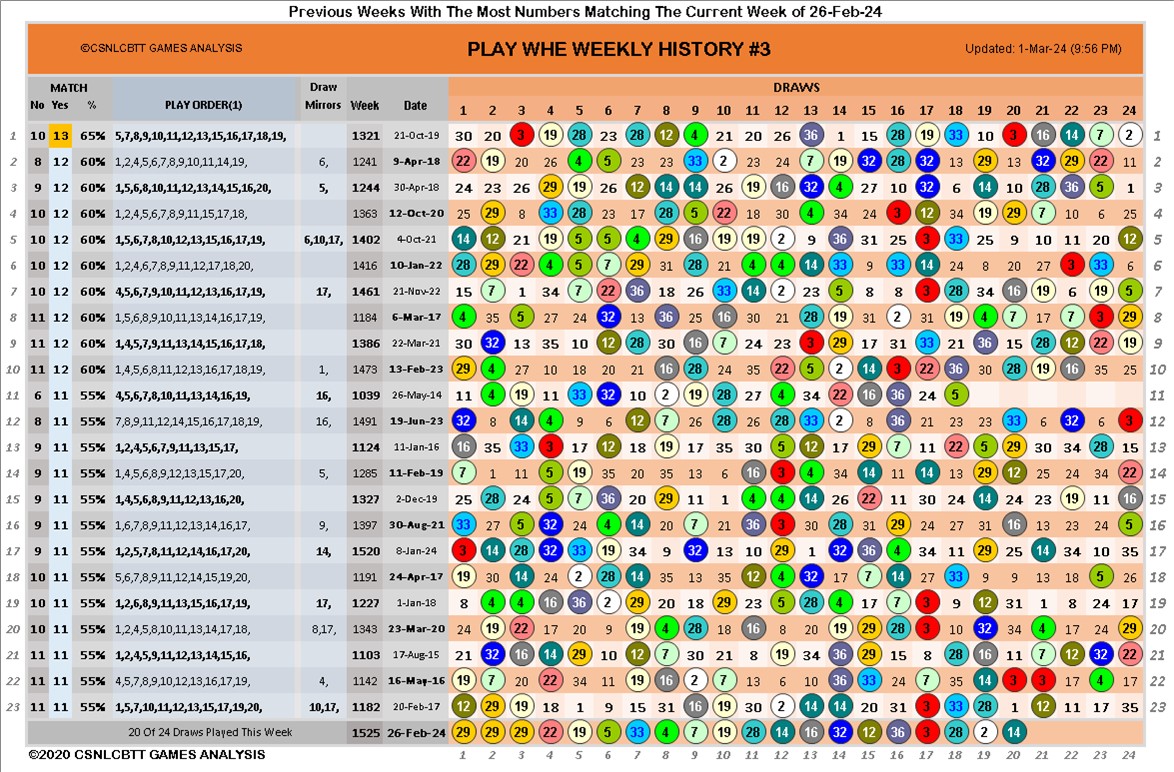 Previous Weeks With The Most Numbers Matching The Current Week of 26-Feb-24
©CSNLCBTT GAMES ANALYSIS PLAY WHE WEEKLY HISTORY #3 Updated: 1-Mar-24 (9:56 PM)
MATCH Draw DRAWS
No Yes % PLAY ORDER(1) Mirrors Week Date 1 2 3 4 5 6 7 8 9 10 11 12 13 14 15 16 17 18 19 20 21 22 23 24
1 10 13 65% 5,7,8,9,10,11,12,13,15,16,17,18,19, 1321 21-Oct-19 30 20 3 19 28 23 28 12 4 21 20 26 36 1 15 28 19 33 10 3 16 14 7 2 1
2 8 12 60% 1,2,4,5,6,7,8,9,10,11,14,19, 6, 1241 9-Apr-18 22 19 20 26 4 5 23 23 33 2 23 24 7 19 32 28 32 13 29 13 32 29 22 11 2
3 9 12 60% 1,5,6,8,10,11,12,13,14,15,16,20, 5, 1244 30-Apr-18 24 23 26 29 19 26 7 12 14 14 26 19 16 32 4 27 10 32 6 14 10 28 36 5 1 3
4 10 12 60% 1,2,4,5,6,7,8,9,11,15,17,18, 1363 12-Oct-20 25 29 8 33 28 23 17 28 5 22 18 30 4 34 24 3 12 34 19 29 7 10 6 25 4
5 10 12 60% 1,5,6,7,8,10,12,13,15,16,17,19, 6,10,17, 1402 4-Oct-21 14 12 21 19 5 5 4 29 16 19 19 2 9 36 31 25 3 33 25 9 10 11 20 12 5
6 10 12 60% 1,2,4,6,7,8,9,11,12,17,18,20, 1416 10-Jan-22 28 29 22 4 5 7 29 31 28 21 4 4 14 33 9 33 14 24 8 20 27 3 33 6 6
7 10 12 60% 4,5,6,7,9,10,11,12,13,16,17,19, 17, 1461 21-Nov-22 15 7 1 34 7 22 36 18 7 26 33 14 2 23 5 8 8 3 28 34 16 19 6 19 5 7
8 11 12 60% 1,5,6,8,9,10,11,13,14,16,17,19, 1184 6-Mar-17 4 35 5 27 6 32 13 36 25 16 30 21 28 19 31 2 31 19 4 7 17 7 3 29 8
9 11 12 60% 1,4,5,7,9,11,13,14,15,16,17,18, 1386 22-Mar-21 30 32 13 35 10 12 28 30 16 7 24 23 3 29 17 31 33 21 36 15 28 12 22 19 9
10 11 12 60% 1,4,5,6,8,11,12,13,14,17,18,19, 1, 1473 13-Feb-23 29 4 27 10 18 20 21 16 28 32 35 22 5 2 14 3 22 36 30 28 19 16 35 25 10
11 6 11 55% 4,5,6,7,8,10,12,13,14,15,16, 16, 1039 26-May-14 11 4 19 11 33 32 10 2 19 28 27 4 34 22 16 36 24 5 11
12 8 11 55% 7,8,9,11,12,14,15,16,17,18,19, 16, 1491 19-Jun-23 32 8 14 4 9 6 12 7 26 28 12 28 33 2 8 36 21 23 20 33 6 32 6 3 12
13 9 11 55% 1,2,4,5,6,7,9,11,13,15,17, 1124 11-Jan-16 16 35 33 3 17 12 18 19 17 35 30 5 12 17 29 7 11 22 5 29 30 34 28 15 13
14 9 11 55% 1,4,5,6,8,9,12,13,15,17,20, 5, 1285 11-Feb-19 7 1 11 5 19 35 20 35 13 6 16 3 4 34 14 11 14 13 29 12 25 34 24 22 14
15 9 11 55% 1,4,5,6,8,9,11,12,13,16,20, 1327 2-Dec-19 25 28 24 5 7 36 20 29 11 1 4 4 14 26 22 11 30 24 14 24 23 19 11 16 15
16 9 11 55% 1,6,7,8,9,11,12,14,16,17, 9, 1397 30-Aug-21 33 27 5 32 24 4 14 20 7 21 36 3 30 28 31 29 24 27 31 16 13 23 24 5 16
17 9 11 55% 1,2,5,7,8,11,12,14,16,17,20, 14, 1520 8-Jan-24 3 14 28 32 33 19 34 9 32 13 10 29 1 32 36 4 34 11 29 25 14 34 10 35 17
18 10 11 55% 5,6,7,8,9,11,12,14,15,19,20, 1191 24-Apr-17 19 30 14 24 2 28 14 35 13 35 12 4 32 17 7 14 27 33 9 9 13 18 5 26 18
19 10 11 55% 1,2,6,8,9,11,13,15,16,17,19, 17, 1227 1-Jan-18 8 4 4 16 36 2 29 20 18 29 23 5 28 4 17 7 3 9 12 31 1 8 24 17 19
20 10 11 55% 1,2,4,5,8,10,11,13,14,17,18, 8,17, 1343 23-Mar-20 24 19 22 17 20 9 19 4 28 18 16 8 20 19 29 28 3 10 32 34 4 17 24 29 20
21 11 11 55% 1,2,4,5,9,11,12,13,14,15,16, 1103 17-Aug-15 21 32 16 14 29 10 12 7 30 21 8 19 34 36 29 15 8 28 16 11 7 12 32 22 21
22 11 11 55% 4,5,7,8,9,10,11,13,14,17,19, 4, 1142 16-May-16 19 7 20 22 34 11 19 16 2 7 18 6 10 36 33 24 7 35 14 3 3 17 4 17 22
23 11 11 55% 1,5,7,10,11,12,13,15,17,19,20, 10,17, 1182 20-Feb-17 12 29 19 18 1 9 15 31 16 19 30 2 14 14 20 31 3 33 28 1 12 11 17 35 23
20 Of 24 Draws Played This Week 1525 26-Feb-24 29 29 29 22 19 5 33 4 7 19 28 14 16 32 12 36 3 28 2 14
©2020 CSNLCBTT GAMES ANALYSIS 1 2 3 4 5 6 7 8 9 10 11 12 13 14 15 16 17 18 19 20 21 22 23 24